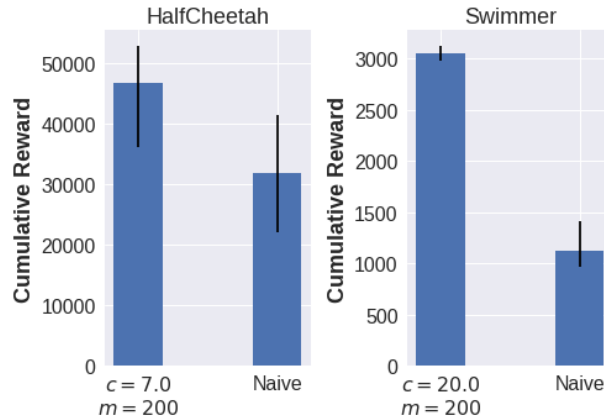 HalfCheetah
Cumulative Reward
50000
40000
30000
20000
10000
0
c = 7.0
m = 200
Naive
Swimmer
Cumulative Reward
3000
2500
2000
1500
1000
500
0
c = 20.0
m = 200
Naive